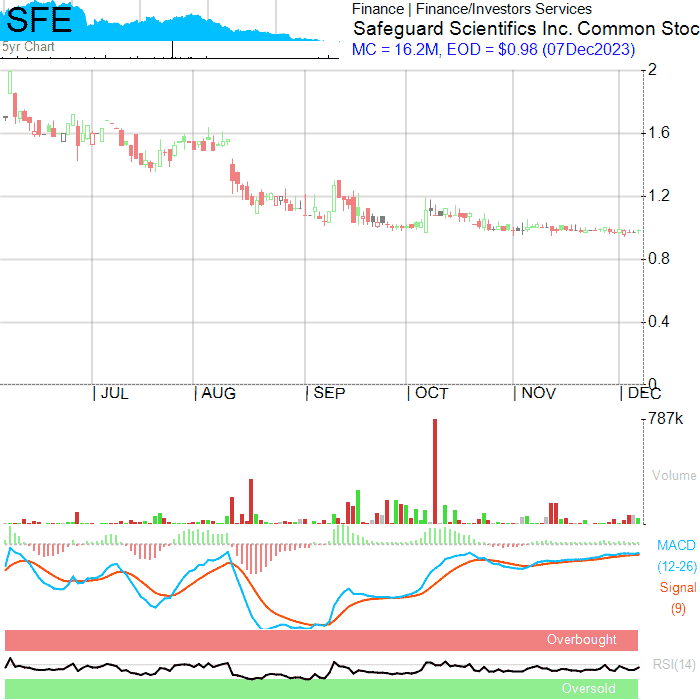 SFE
5yr Chart
Finance | Finance/Investors Services
Safeguard Scientifics Inc. Common Stoc
MC = 16.2M, EOD = $0.98 (07Dec2023)
2
1.6
1.2
0.8
0.4
0
| JUL | AUG | SEP | OCT | NOV | DEC
787k
Volume
MACD
(12-26)
Signal
(9)
Overbought
RSI(14)
Oversold